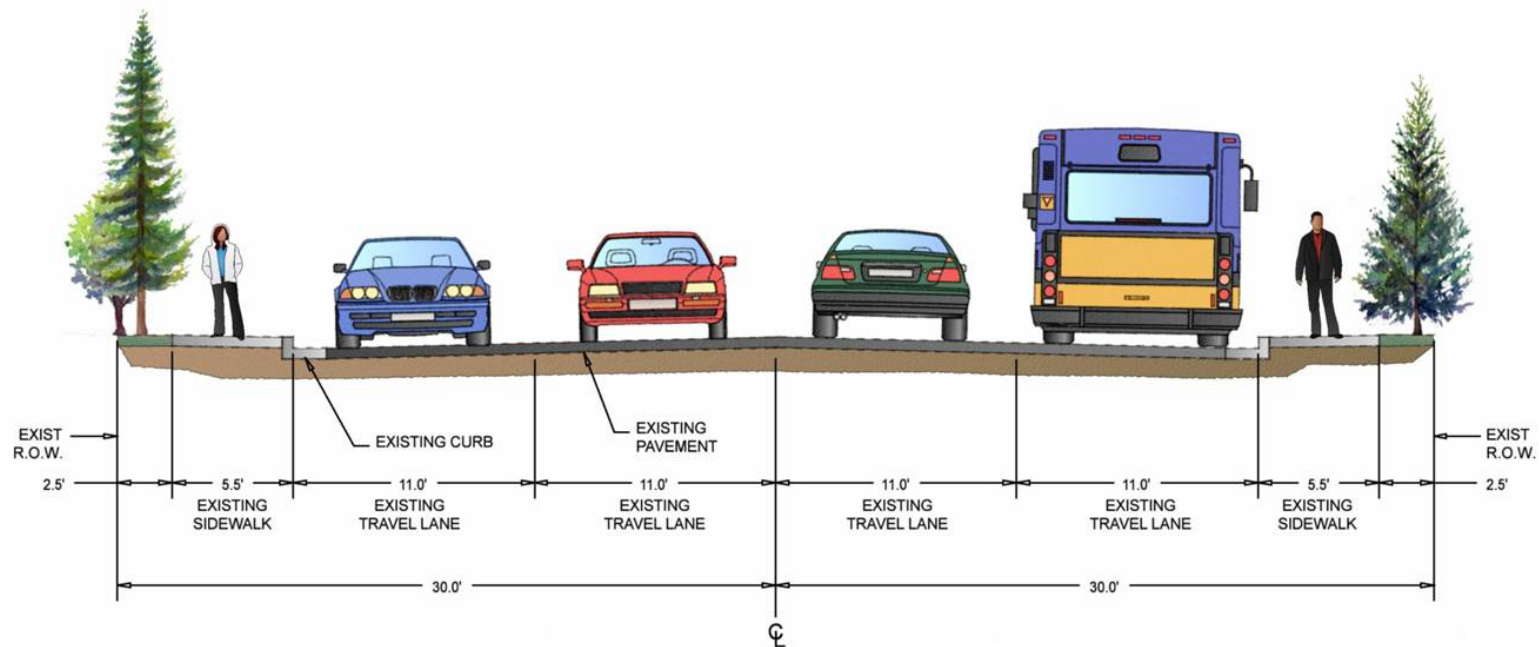 EXIST
R.O.W.
EXISTING CURB
EXISTING
PAVEMENT
EXIST
R.O.W.
2.5'
5.5'
EXISTING
SIDEWALK
11.0'
EXISTING
TRAVEL LANE
11.0'
EXISTING
TRAVEL LANE
11.0'
EXISTING
TRAVEL LANE
11.0'
EXISTING
TRAVEL LANE
5.5'
EXISTING
SIDEWALK
2.5'
30.0'
30.0'
℄